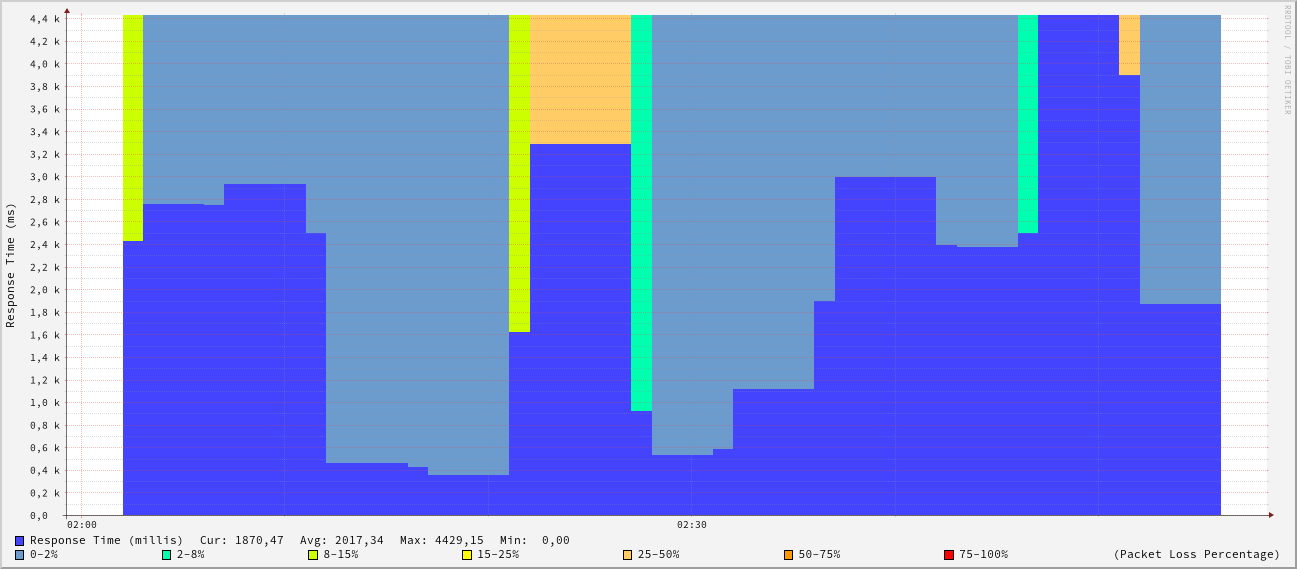 RRDTOOL / TOBI OETIKER
Response Time (ms)
4,4 k
4,2 k
4,0 k
3,8 k
3,6 k
3,4 k
3,2 k
3,0 k
2,8 k
2,6 k
2,4 k
2,2 k
2,0 k
1,8 k
1,6 k
1,4 k
1,2 k
1,0 k
0,8 k
0,6 k
0,4 k
0,2 k
0,0
02:00 02:30
Response Time (millis) Cur: 1870,47 Avg: 2017,34 Max: 4429,15 Min: 0,00
0-2% 2-8% 8-15% 15-25% 25-50% 50-75% 75-100% (Packet Loss Percentage)